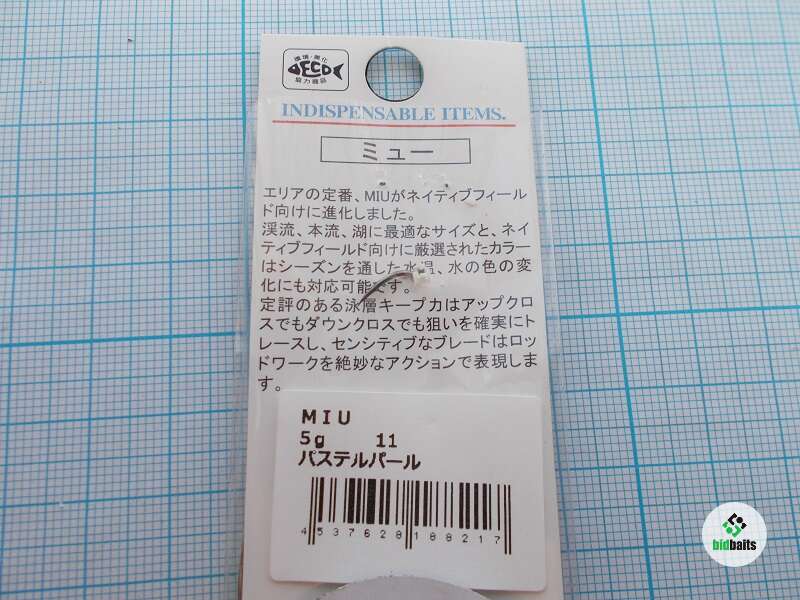 環境・美化
ECO
協力商品
INDISPENSABLE ITEMS.
ミュー
エリアの定番、MIUがネイティブフィール
ド向けに進化しました。
渓流、本流、湖に最適なサイズと、ネイ
ティブフィールド向けに厳選されたカラー
はシーズンを通した水温、水の色の変
化にも対応可能です。
定評のある泳層キープ力はアップクロ
スでもダウンクロスでも狙いを確実にト
レースし、センシティブなブレードはロッ
ドワークを絶妙なアクションで表現しま
す。
MIU
5g 11
パステルパール
4537628188217
bidbaits